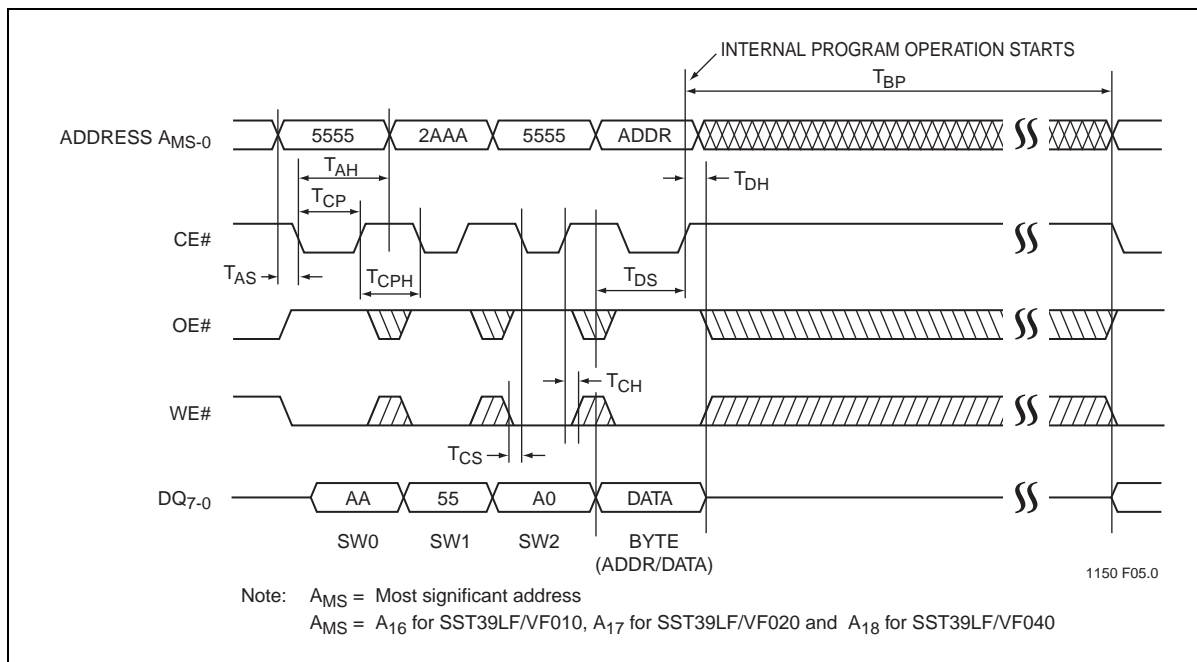 INTERNAL PROGRAM OPERATION STARTS
TBP
ADDRESS AMS-0
5555 2AAA 5555 ADDR
TAH
TDH
TCP
CE#
TAS
TCPH
TDS
OE#
TCH
WE#
TCS
DQ7-0
AA 55 A0 DATA
SW0 SW1 SW2 BYTE
(ADDR/DATA)
1150 F05.0
Note: AMS = Most significant address
AMS = A16 for SST39LF/VF010, A17 for SST39LF/VF020 and A18 for SST39LF/VF040